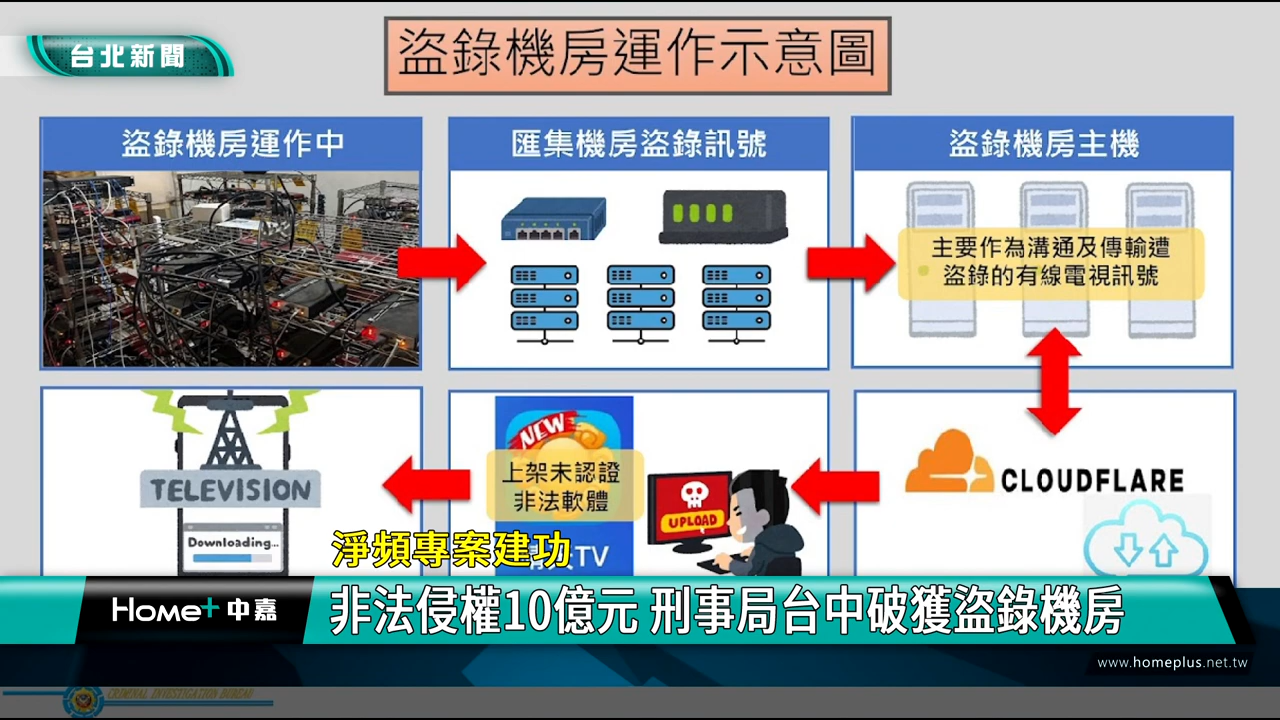 台北新聞
盜錄機房運作示意圖
盜錄機房運作中
匯集機房盜錄訊號
盜錄機房主機
主要作為溝通及傳輸遭
盜錄的有線電視訊號
TELEVISION
Downloading...
NEW
上架未認證
非法軟體
TV
UPLOAD
CLOUDFLARE
淨頻專案建功
Home+中嘉
非法侵權10億元 刑事局台中破獲盜錄機房
www.homeplus.net.tw
CRIMINAL INVESTIGATION BUREAU